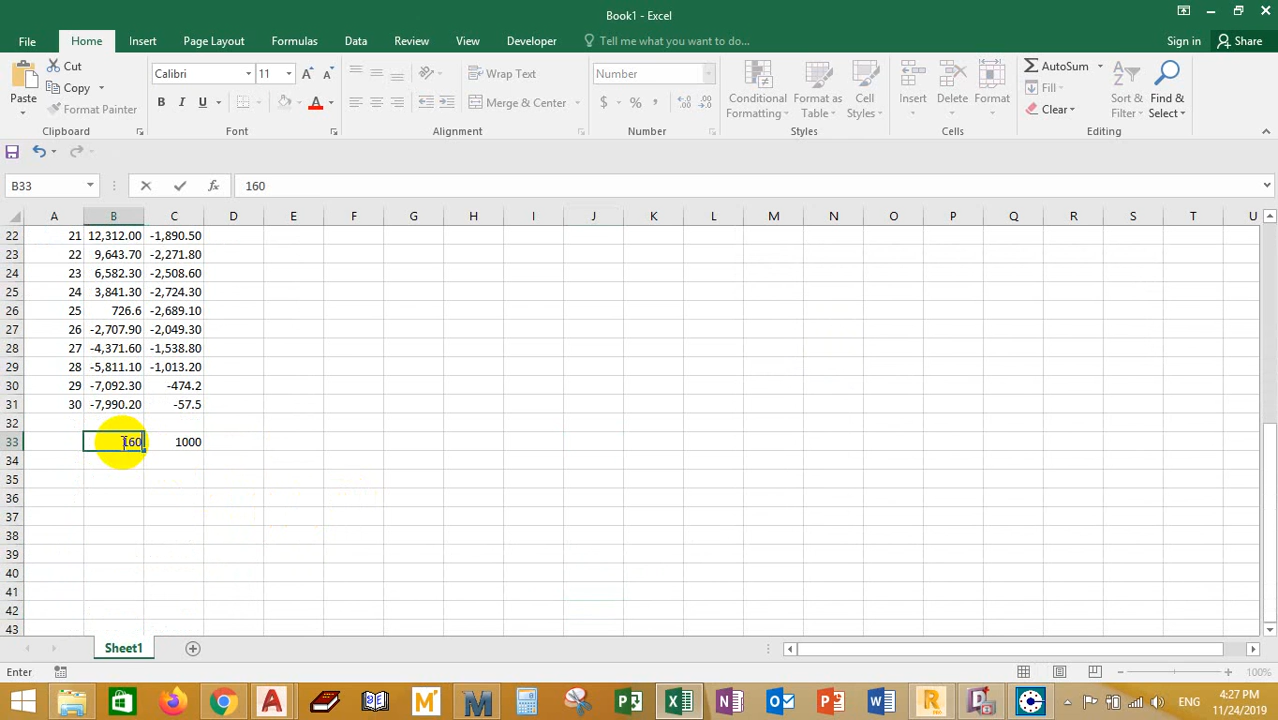 Book1 - Excel
File Home Insert Page Layout Formulas Data Review View Developer Tell me what you want to do... Sign in Share
Paste Cut Copy Format Painter
Calibri 11
B I U A
Wrap Text
Merge & Center
Number
$ % ,
Conditional Formatting Format as Table Cell Styles
Insert Delete Format
AutoSum Fill Clear
Sort & Filter Find & Select
Clipboard Font Alignment Number Styles Cells Editing
B33 fx 160
A B C D E F G H I J K L M N O P Q R S T U
22 21 12,312.00 -1,890.50
23 22 9,643.70 -2,271.80
24 23 6,582.30 -2,508.60
25 24 3,841.30 -2,724.30
26 25 726.6 -2,689.10
27 26 -2,707.90 -2,049.30
28 27 -4,371.60 -1,538.80
29 28 -5,811.10 -1,013.20
30 29 -7,092.30 -474.2
31 30 -7,990.20 -57.5
32
33 160 1000
34
35
36
37
38
39
40
41
42
43
Sheet1
Enter 100%
ENG 4:27 PM
11/24/2019